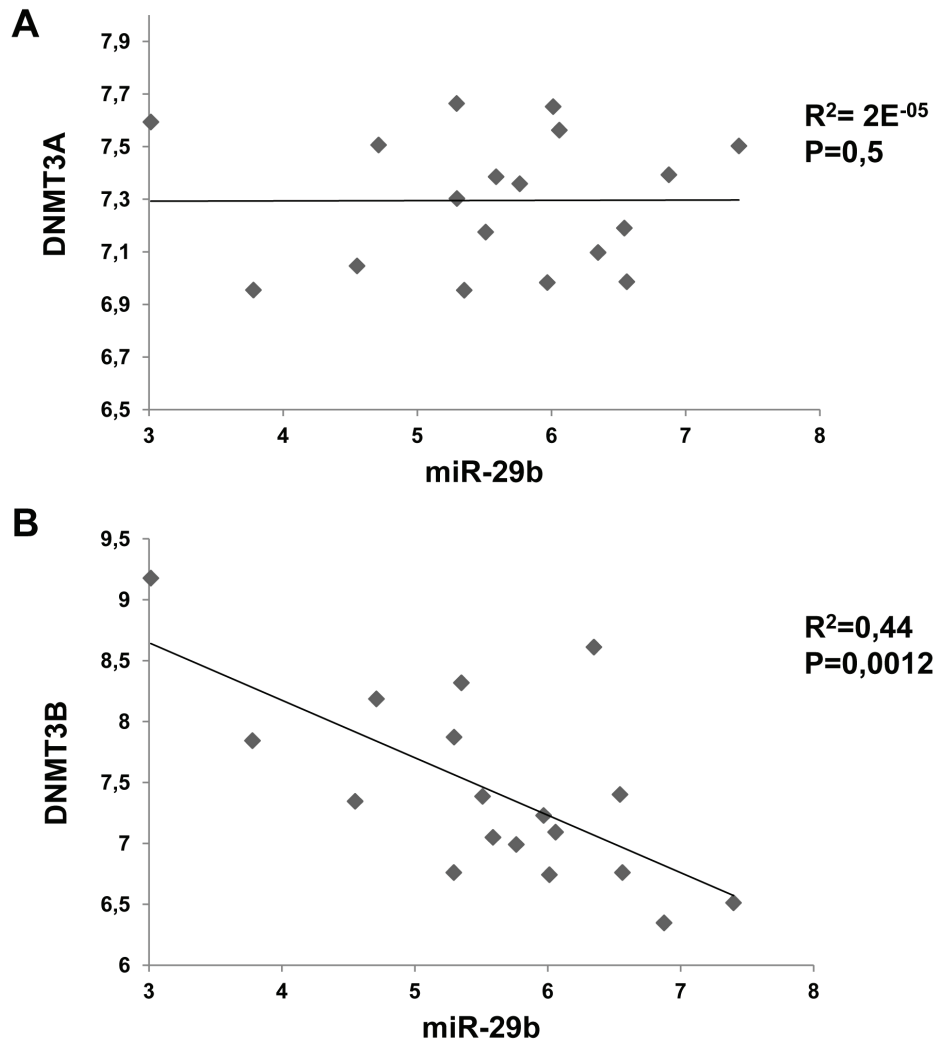 A
7,9
7,7
7,5
7,3
7,1
6,9
6,7
6,5
DNMT3A
3 4 5 6 7 8
miR-29b
R²= 2E⁻⁰⁵
P=0,5
B
9,5
9
8,5
8
7,5
7
6,5
6
DNMT3B
3 4 5 6 7 8
miR-29b
R²=0,44
P=0,0012